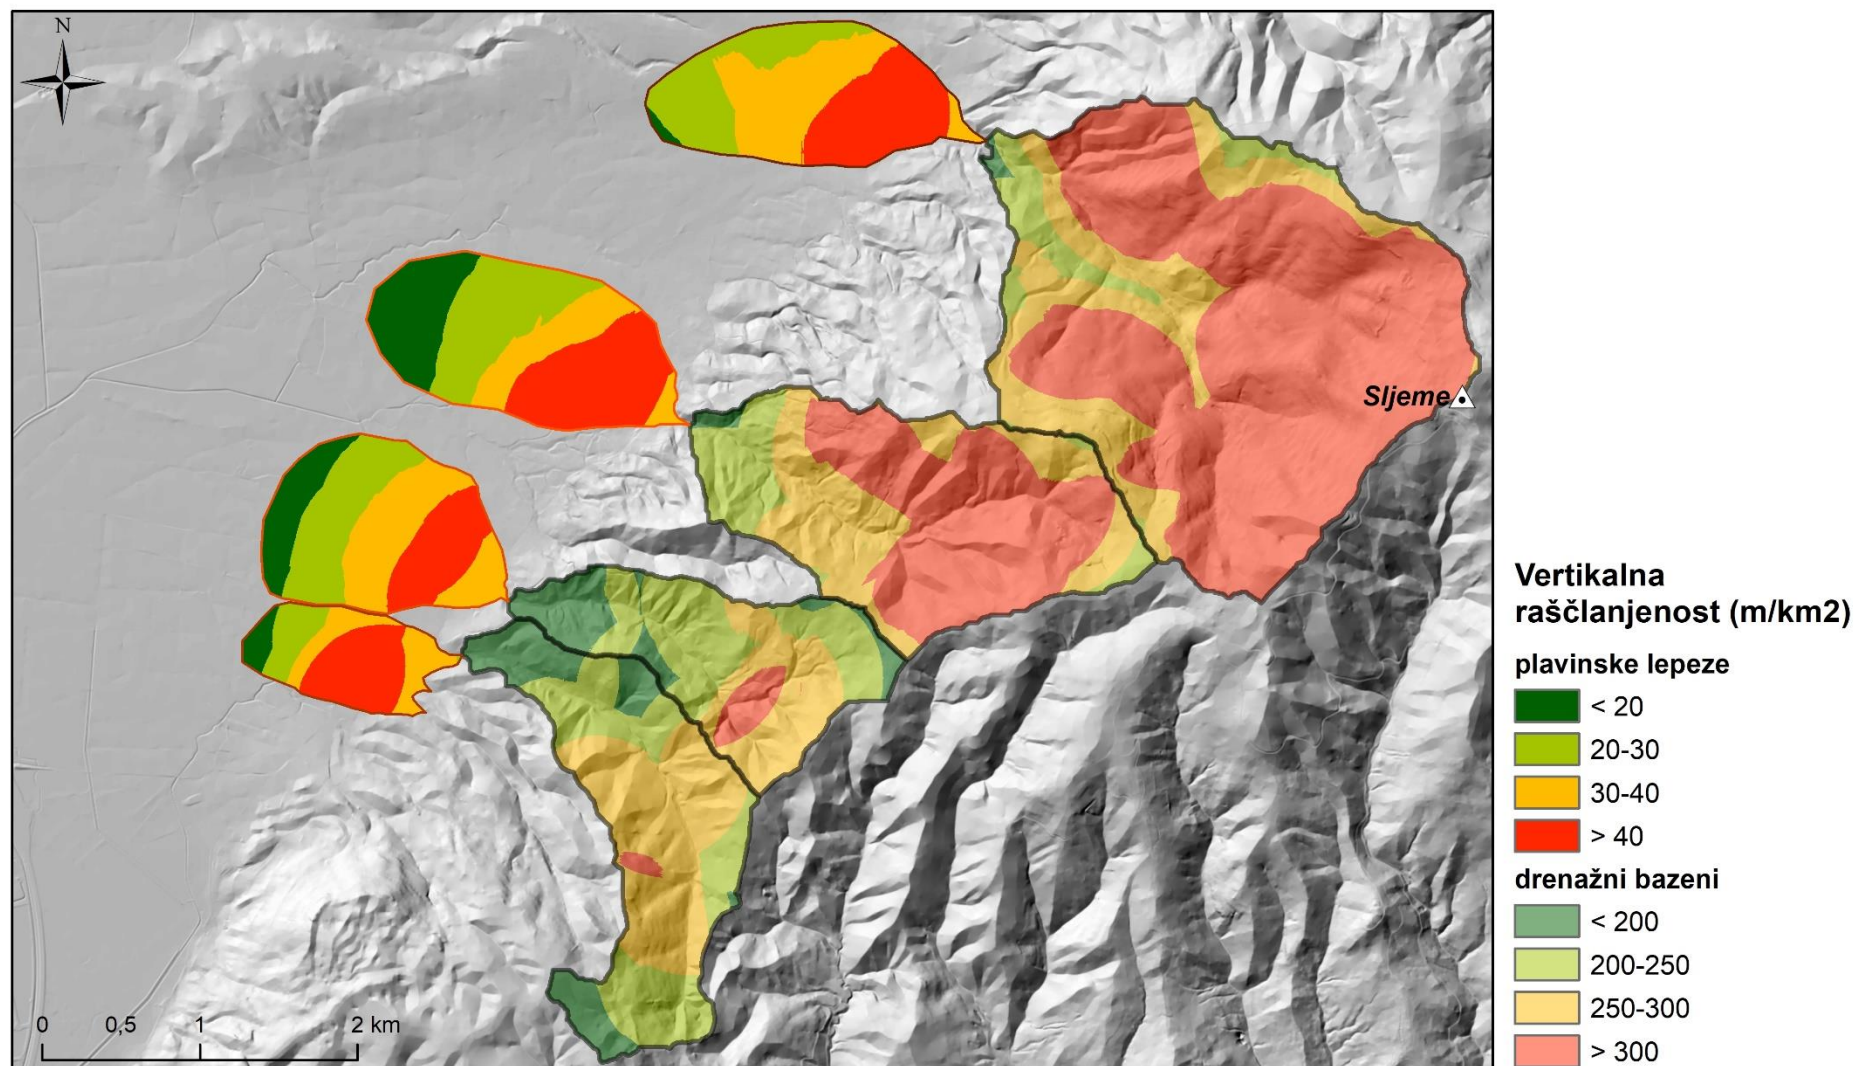 N
Sljeme
Vertikalna
raščlanjenost (m/km2)
plavinske lepeze
< 20
20-30
30-40
> 40
drenažni bazeni
< 200
200-250
250-300
> 300
0 0,5 1 2 km